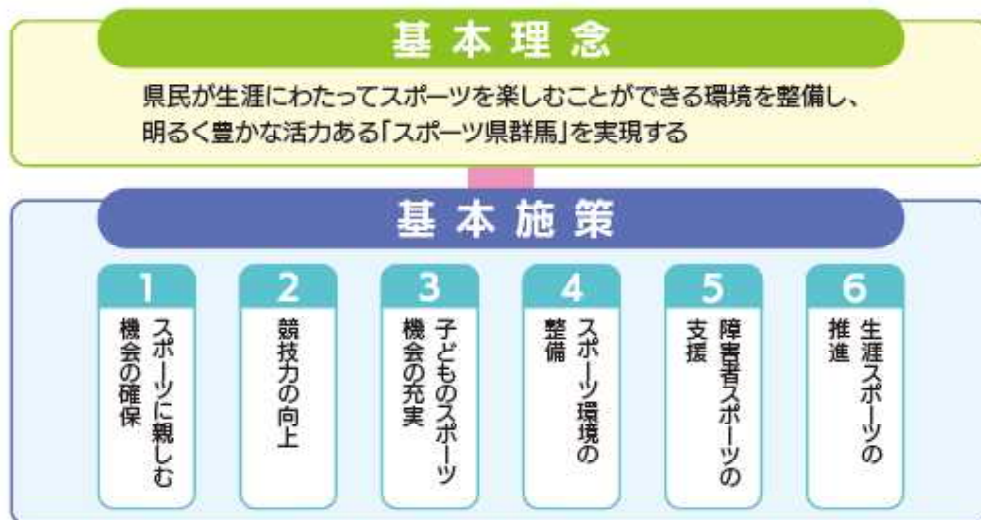 基本理念
県民が生涯にわたってスポーツを楽しむことができる環境を整備し、
明るく豊かな活力ある「スポーツ県群馬」を実現する
基本施策
1
スポーツに親しむ
機会の確保
2
競技力の向上
3
子どものスポーツ
機会の充実
4
スポーツ環境の
整備
5
障害者スポーツの
支援
6
生涯スポーツの
推進